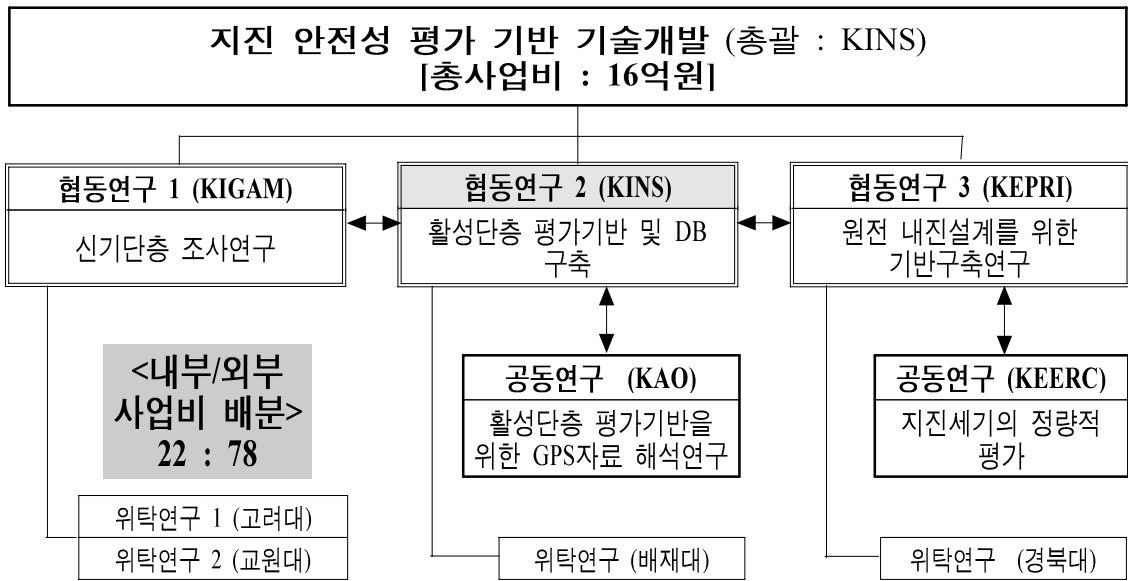 지진 안전성 평가 기반 기술개발 (총괄 : KINS)
[총사업비 : 16억원]
협동연구 1 (KIGAM)
신기단층 조사연구
협동연구 2 (KINS)
활성단층 평가기반 및 DB
구축
협동연구 3 (KEPRI)
원전 내진설계를 위한
기반구축연구
<내부/외부
사업비 배분>
22 : 78
공동연구 (KAO)
활성단층 평가기반을
위한 GPS자료 해석연구
공동연구 (KEERC)
지진세기의 정량적
평가
위탁연구 1 (고려대)
위탁연구 2 (교원대)
위탁연구 (배재대)
위탁연구 (경북대)